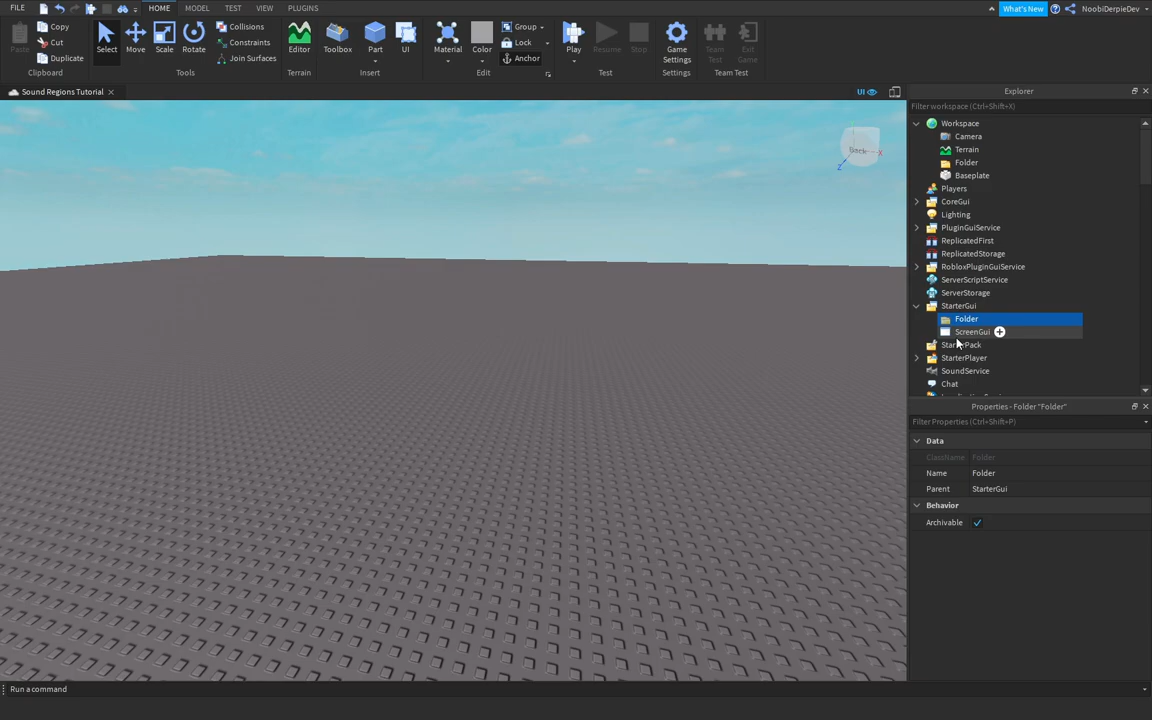 FILE HOME MODEL TEST VIEW PLUGINS What's New NoobiDerpieDev
Paste Copy Cut Duplicate Clipboard
Select Move Scale Rotate Collisions Constraints Join Surfaces Tools
Editor Terrain
Toolbox Part UI Insert
Material Color Group Lock Anchor Edit
Play Resume Stop Test
Game Settings Settings
Team Test Exit Game Team Test
Sound Regions Tutorial
UI
Back X
Z
Explorer
Filter workspace (Ctrl+Shift+X)
Workspace
Camera
Terrain
Folder
Baseplate
Players
CoreGui
Lighting
PluginGuiService
ReplicatedFirst
ReplicatedStorage
RobloxPluginGuiService
ServerScriptService
ServerStorage
StarterGui
Folder
ScreenGui
StarterPack
StarterPlayer
SoundService
Chat
Properties - Folder "Folder"
Filter Properties (Ctrl+Shift+P)
Data
ClassName Folder
Name Folder
Parent StarterGui
Behavior
Archivable
Run a command